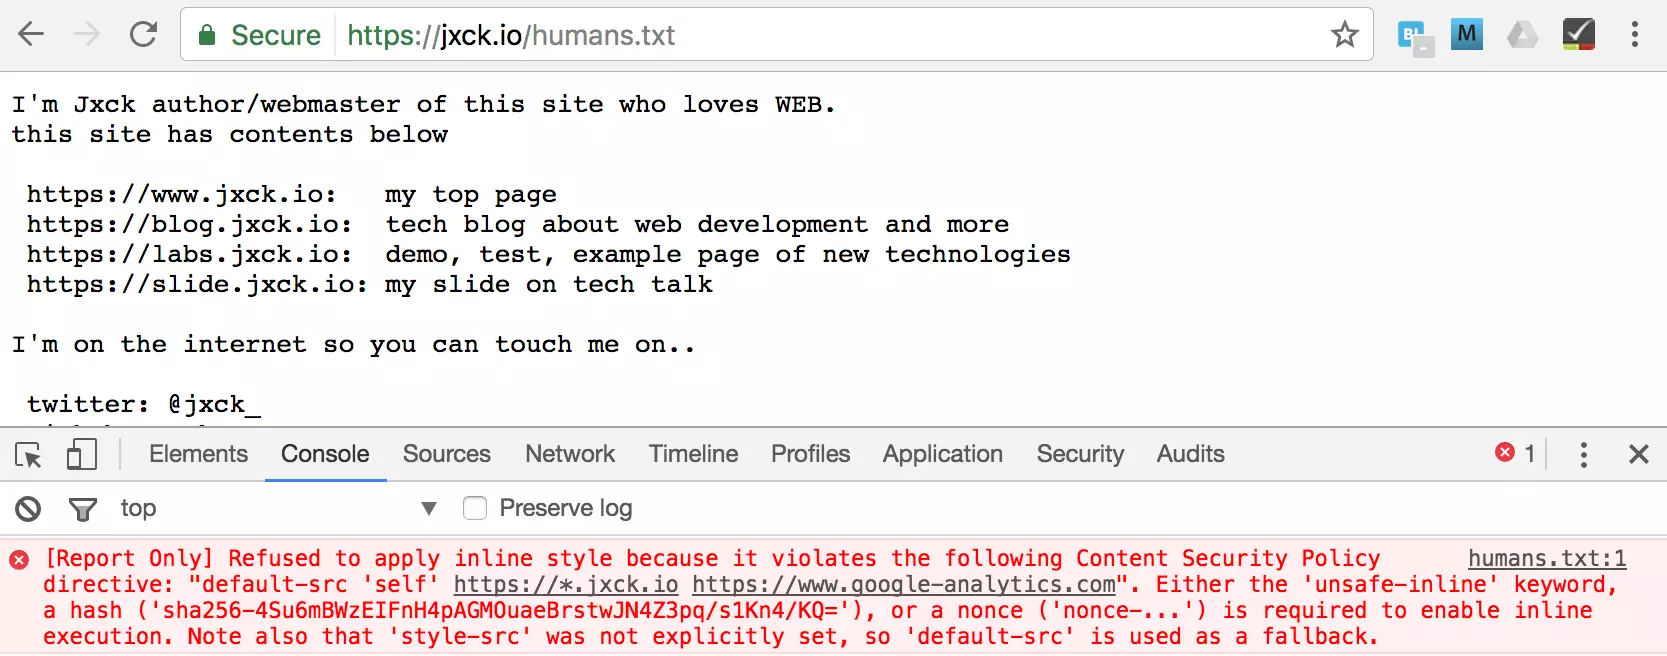 Secure https://jxck.io/humans.txt
I'm Jxck author/webmaster of this site who loves WEB.
this site has contents below
https://www.jxck.io: my top page
https://blog.jxck.io: tech blog about web development and more
https://labs.jxck.io: demo, test, example page of new technologies
https://slide.jxck.io: my slide on tech talk
I'm on the internet so you can touch me on..
twitter: @jxck_
Elements Console Sources Network Timeline Profiles Application Security Audits 1
top Preserve log
[Report Only] Refused to apply inline style because it violates the following Content Security Policy humans.txt:1
directive: "default-src 'self' https://*.jxck.io https://www.google-analytics.com". Either the 'unsafe-inline' keyword,
a hash ('sha256-4Su6mBWzEIFnH4pAGMOuaeBrstwJN4Z3pq/s1Kn4/KQ='), or a nonce ('nonce-...') is required to enable inline
execution. Note also that 'style-src' was not explicitly set, so 'default-src' is used as a fallback.